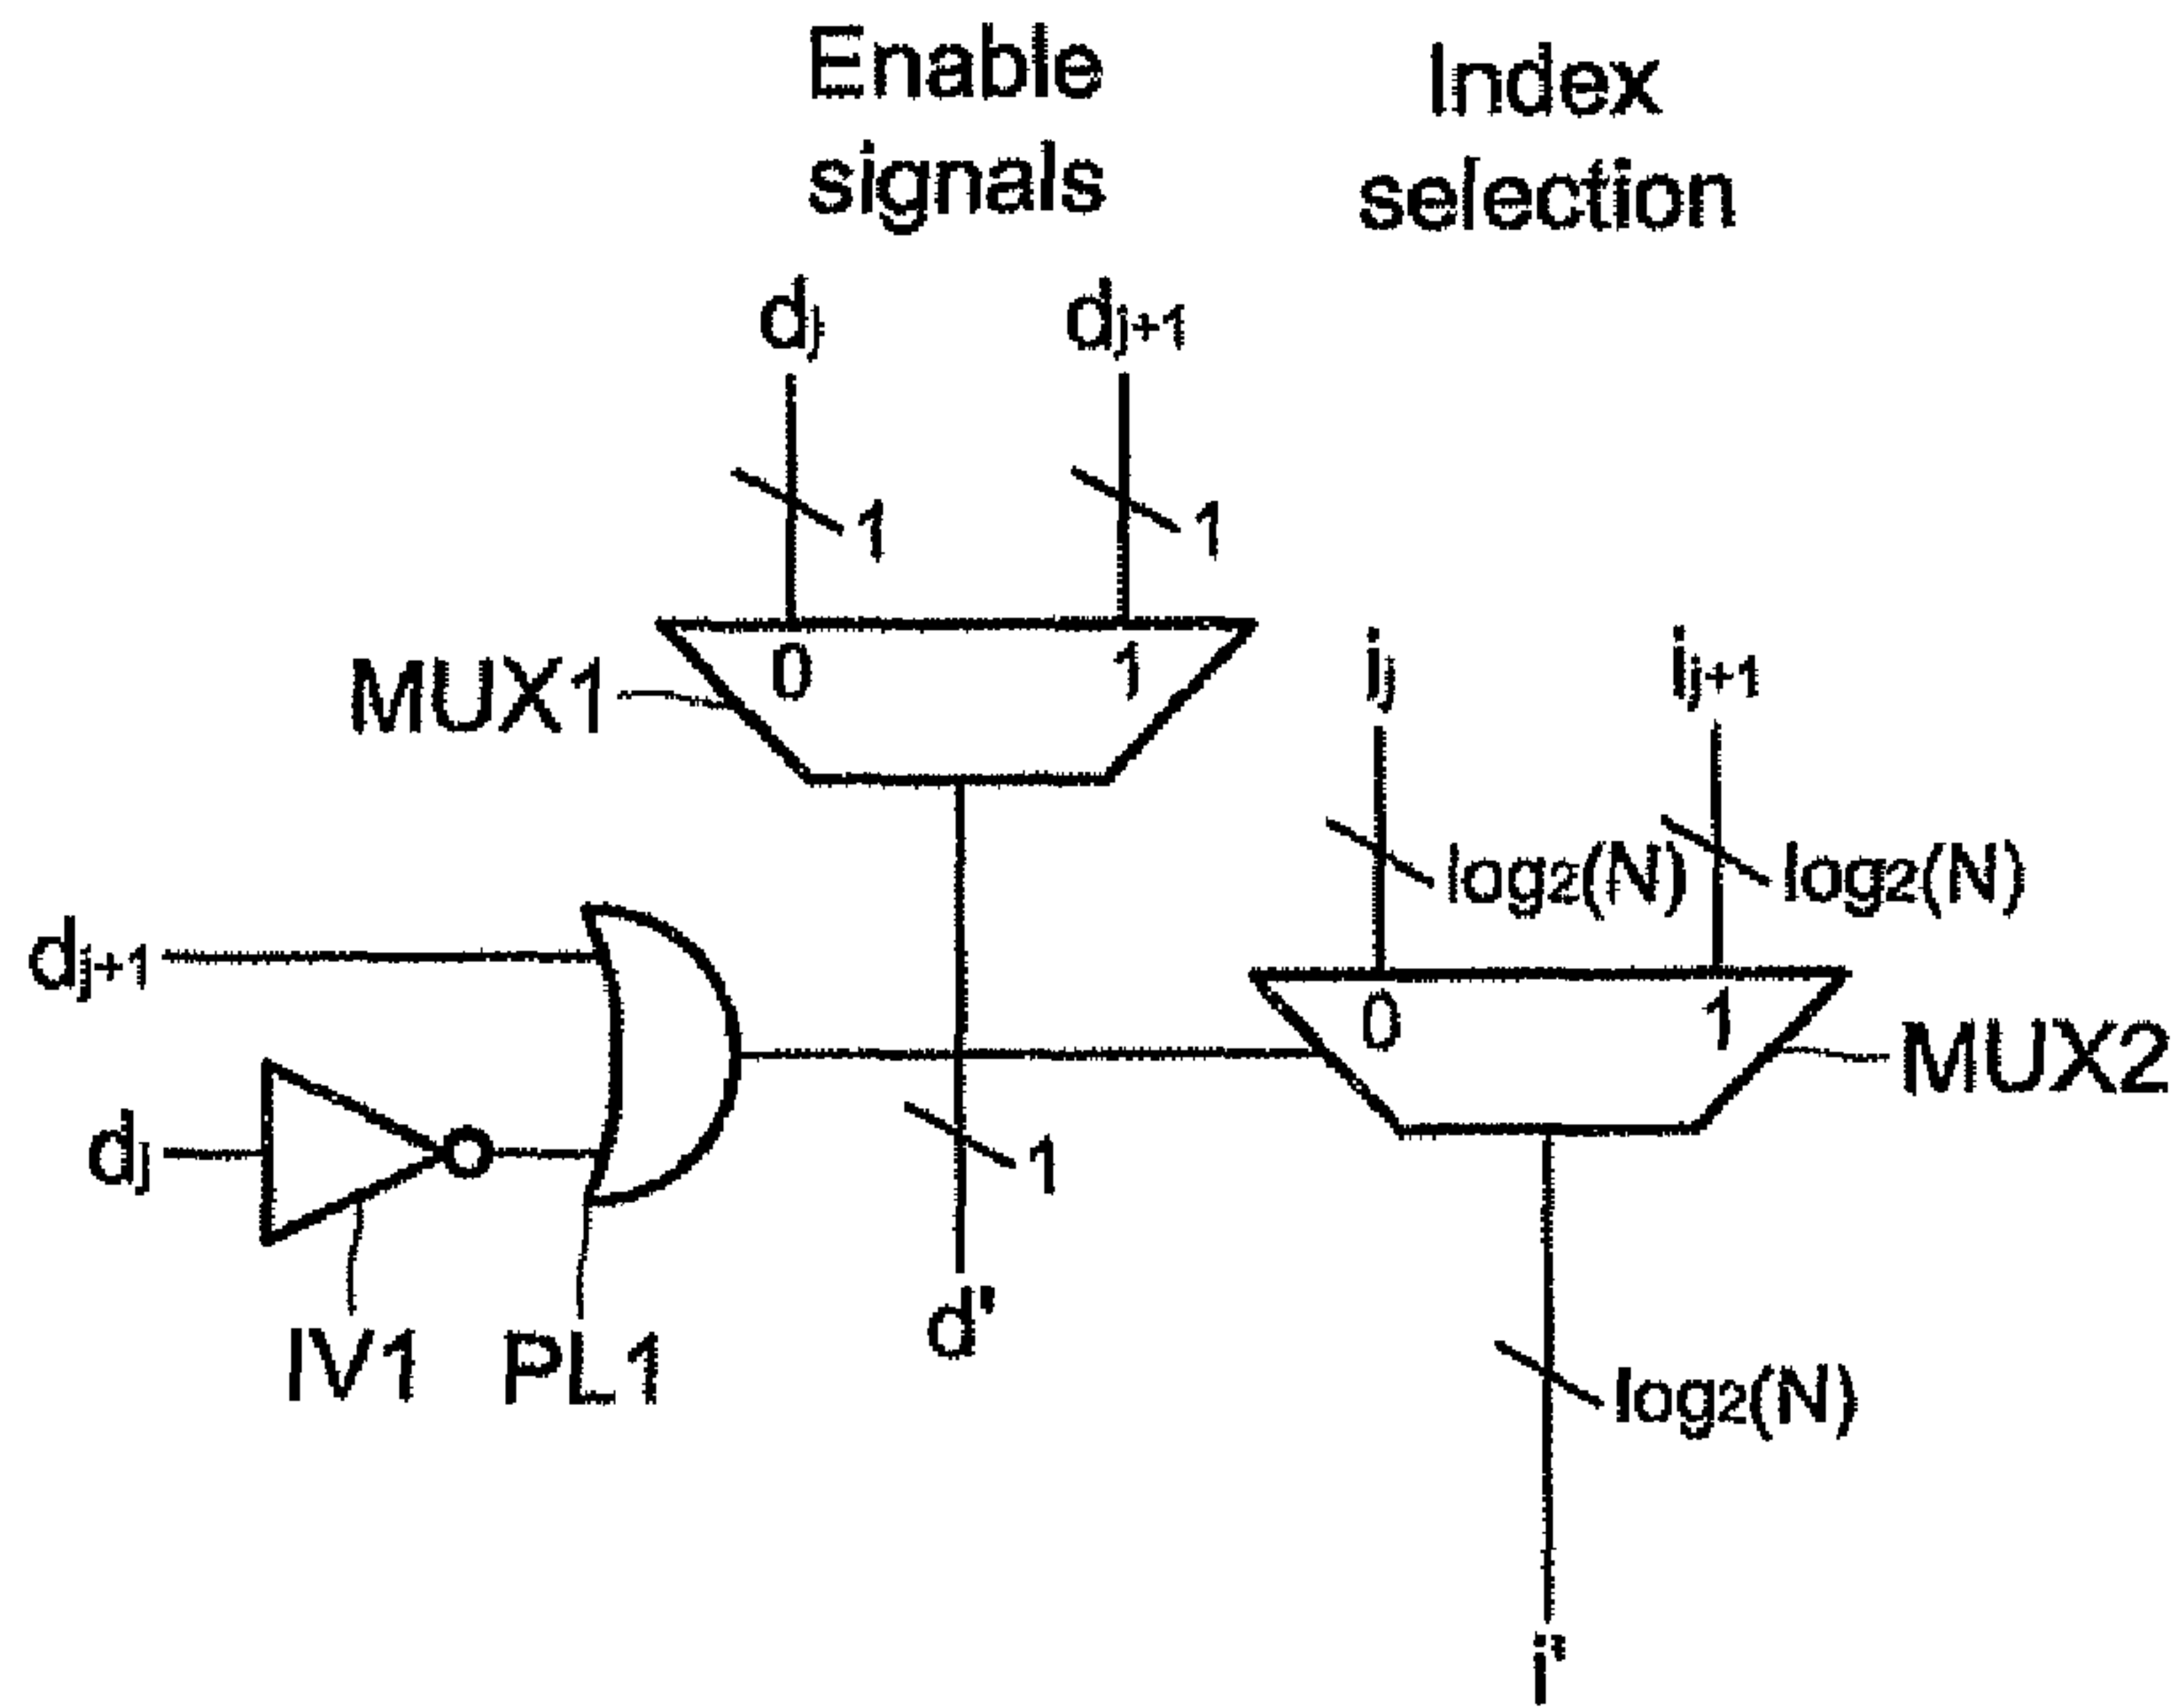 Enable
signals
Index
selection
dj
dj+1
1
1
MUX1
0
1
ij
ij+1
log2(N)
log2(N)
dj+1
0
1
MUX2
dj
1
IV1
PL1
d'
log2(N)
i'